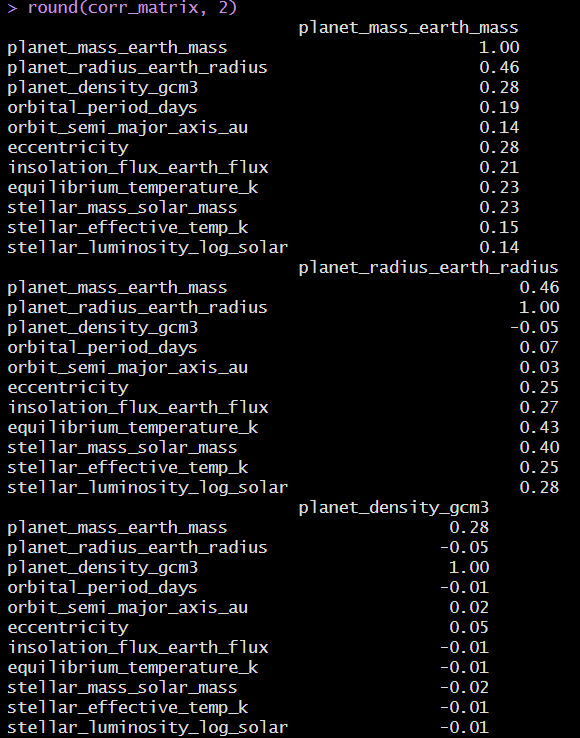 > round(corr_matrix, 2)
planet_mass_earth_mass
planet_mass_earth_mass 1.00
planet_radius_earth_radius 0.46
planet_density_gcm3 0.28
orbital_period_days 0.19
orbit_semi_major_axis_au 0.14
eccentricity 0.28
insolation_flux_earth_flux 0.21
equilibrium_temperature_k 0.23
stellar_mass_solar_mass 0.23
stellar_effective_temp_k 0.15
stellar_luminosity_log_solar 0.14
planet_radius_earth_radius
planet_mass_earth_mass 0.46
planet_radius_earth_radius 1.00
planet_density_gcm3 -0.05
orbital_period_days 0.07
orbit_semi_major_axis_au 0.03
eccentricity 0.25
insolation_flux_earth_flux 0.27
equilibrium_temperature_k 0.43
stellar_mass_solar_mass 0.40
stellar_effective_temp_k 0.25
stellar_luminosity_log_solar 0.28
planet_density_gcm3
planet_mass_earth_mass 0.28
planet_radius_earth_radius -0.05
planet_density_gcm3 1.00
orbital_period_days -0.01
orbit_semi_major_axis_au 0.02
eccentricity 0.05
insolation_flux_earth_flux -0.01
equilibrium_temperature_k -0.01
stellar_mass_solar_mass -0.02
stellar_effective_temp_k -0.01
stellar_luminosity_log_solar -0.01